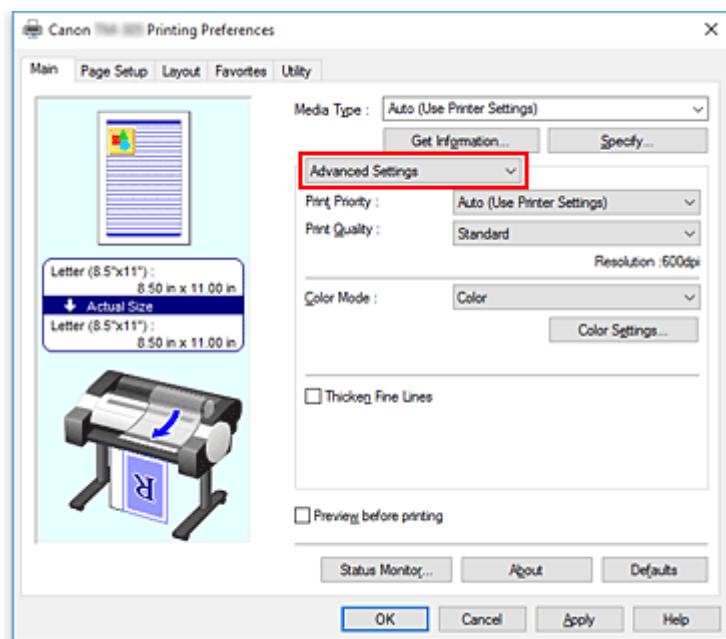 Canon Printing Preferences
Main Page Setup Layout Favorites Utility
Media Type : Auto (Use Printer Settings)
Get Information... Specify...
Advanced Settings
Print Priority : Auto (Use Printer Settings)
Print Quality : Standard
Resolution :600dpi
Letter (8.5"x11") :
8.50 in x 11.00 in
Actual Size
Letter (8.5"x11") :
8.50 in x 11.00 in
Color Mode : Color
Color Settings...
Thicken Fine Lines
R
Preview before printing
Status Monitor... About Defaults
OK Cancel Apply Help